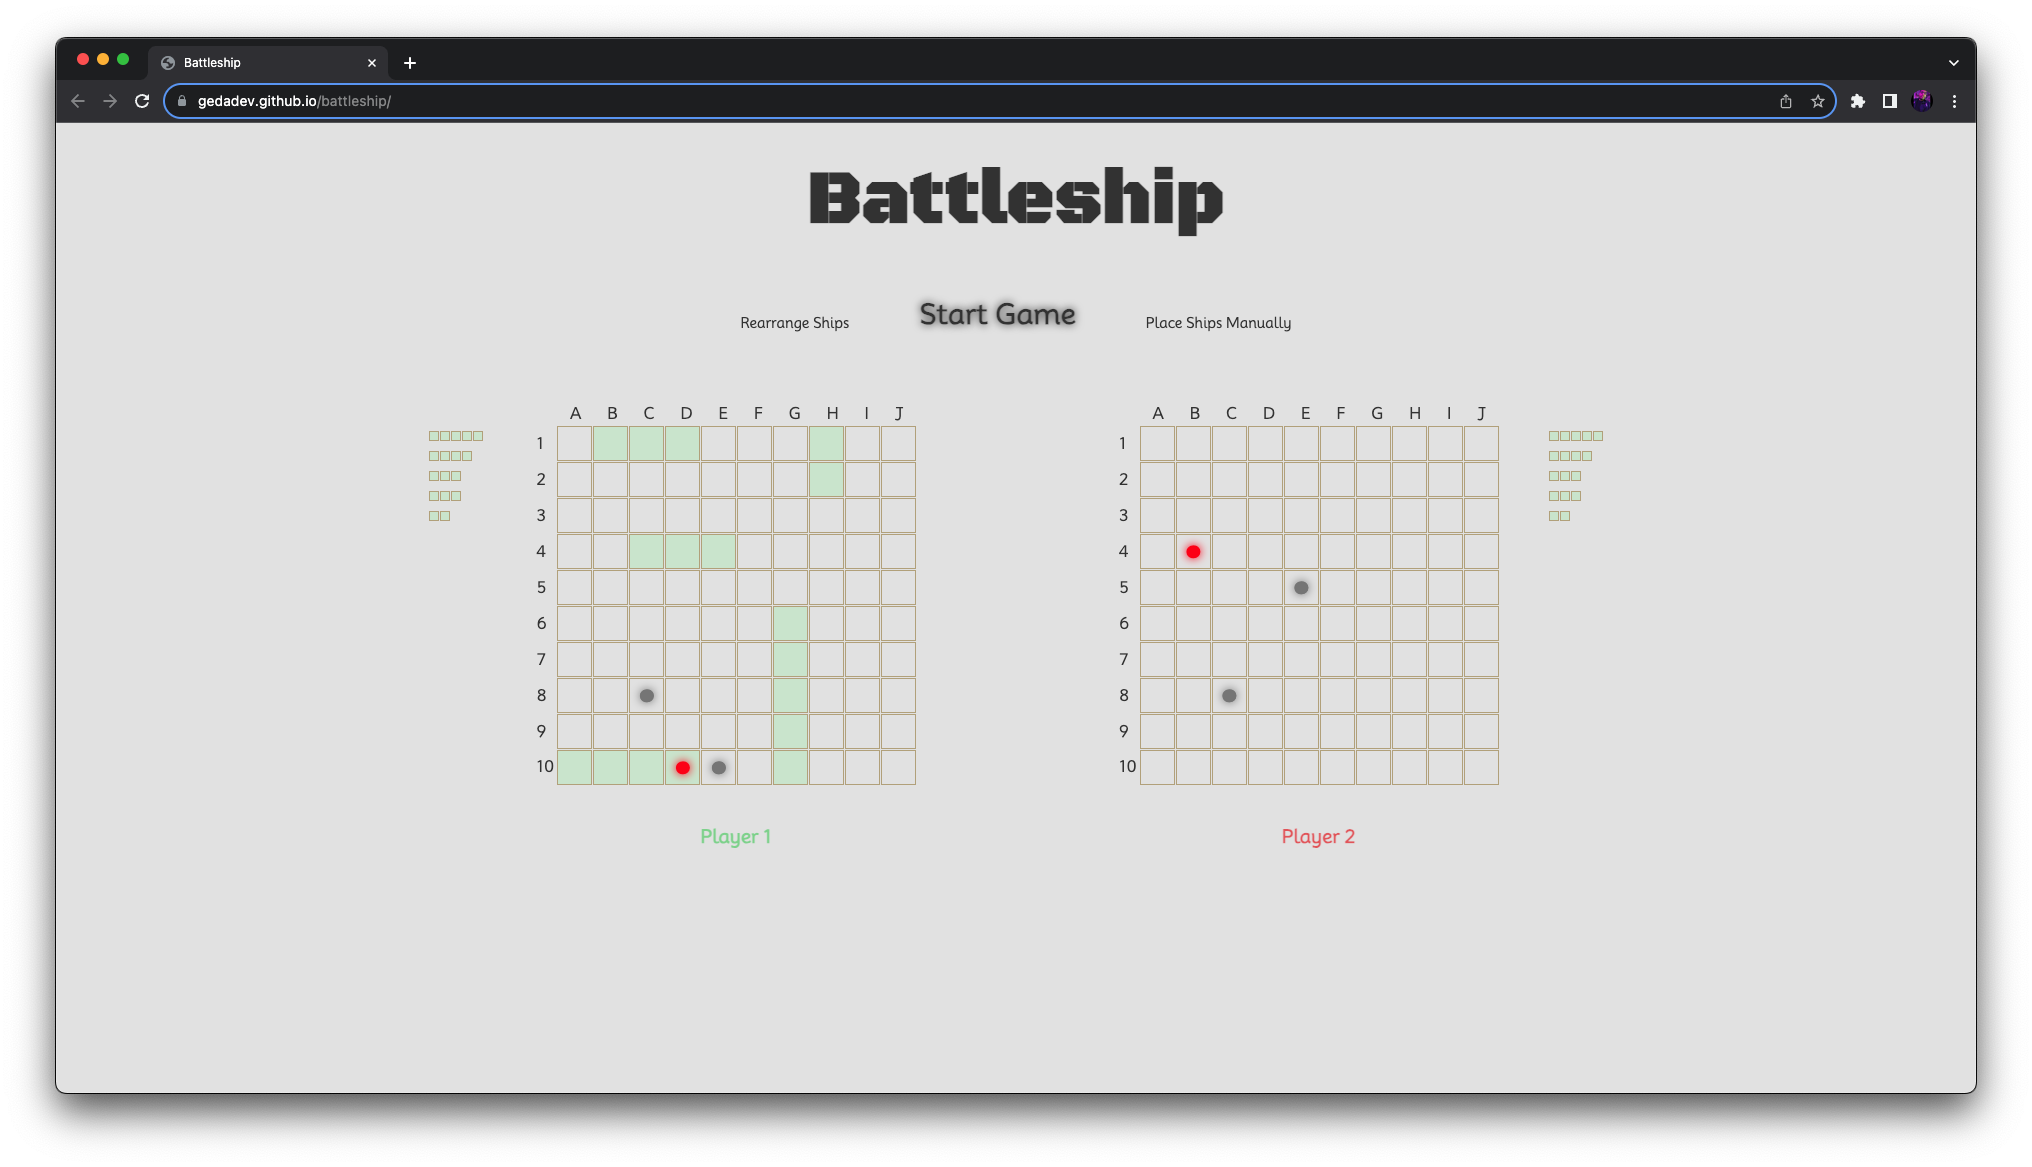 Battleship
gedadev.github.io/battleship/
Battleship
Rearrange Ships
Start Game
Place Ships Manually
A B C D E F G H I J
1
2
3
4
5
6
7
8
9
10
Player 1
A B C D E F G H I J
1
2
3
4
5
6
7
8
9
10
Player 2